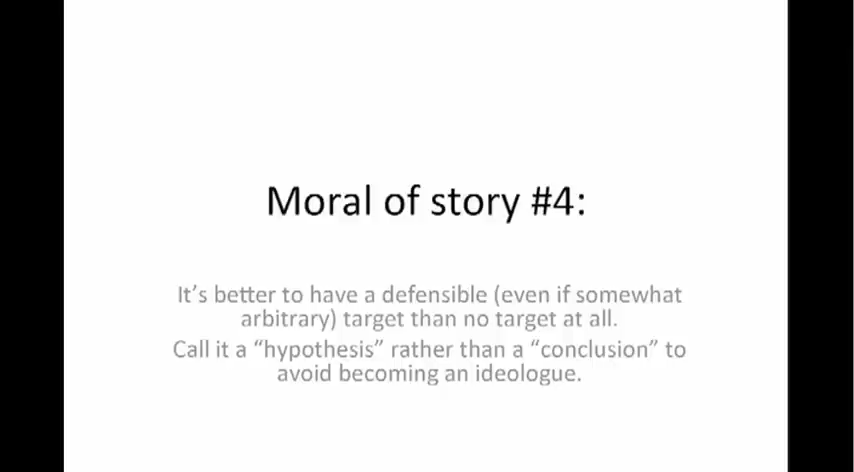 Moral of story #4:
It’s better to have a defensible (even if somewhat
arbitrary) target than no target at all.
Call it a “hypothesis” rather than a “conclusion” to
avoid becoming an ideologue.